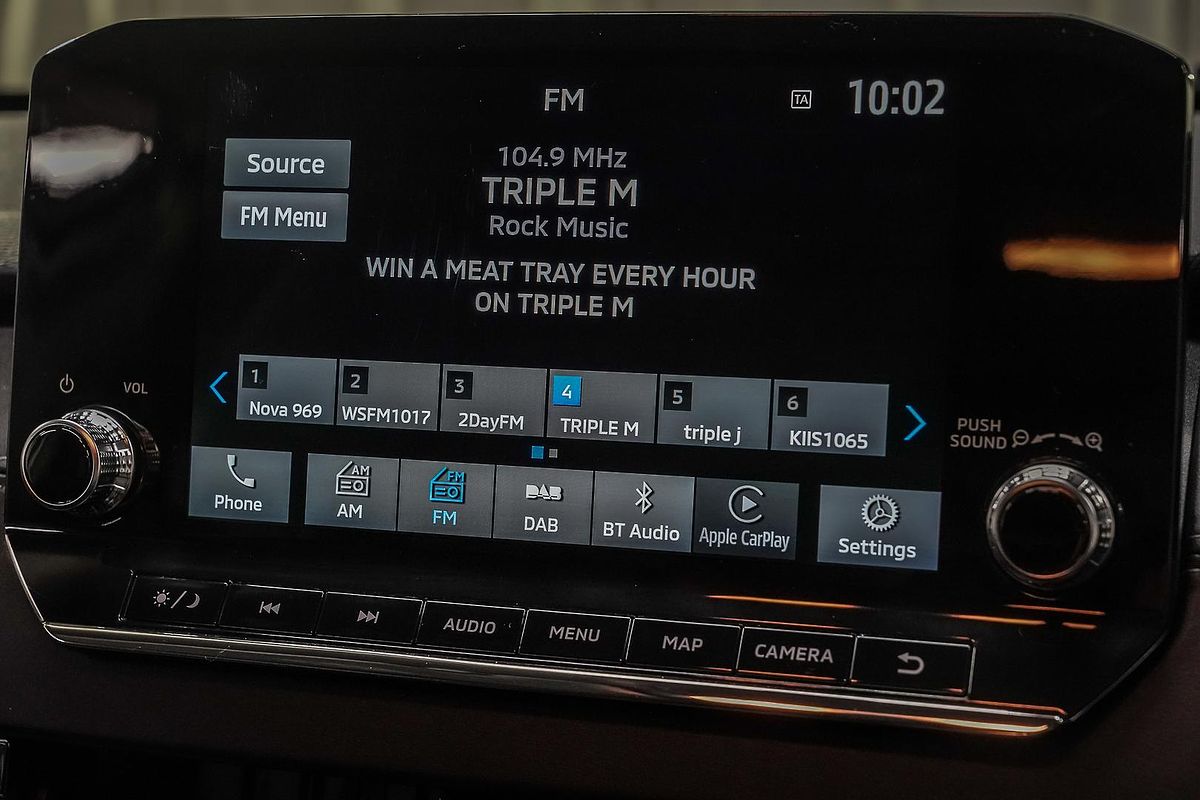 FM
TA
10:02
Source
104.9 MHz
TRIPLE M
FM Menu
Rock Music
WIN A MEAT TRAY EVERY HOUR
ON TRIPLE M
1
Nova 969
2
WSFM1017
3
2DayFM
4
TRIPLE M
5
triple j
6
KIIS1065
VOL
PUSH
SOUND
Phone
AM
AM
FM
FM
DAB
DAB
BT Audio
Apple CarPlay
Settings
AUDIO
MENU
MAP
CAMERA